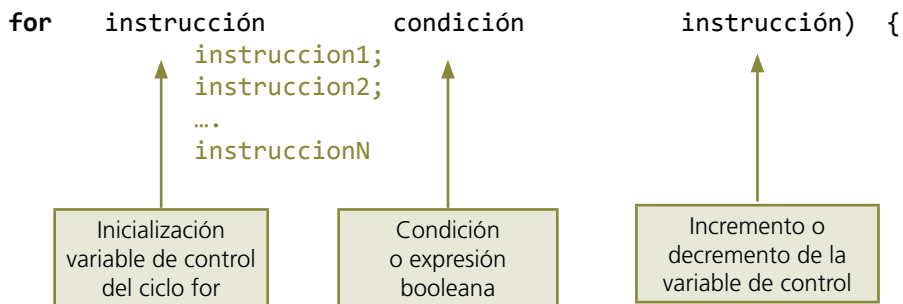 for instrucción condición instrucción) {
instruccion1;
instruccion2;
….
instruccionN
Inicialización
variable de control
del ciclo for
Condición
o expresión
booleana
Incremento o
decremento de la
variable de control